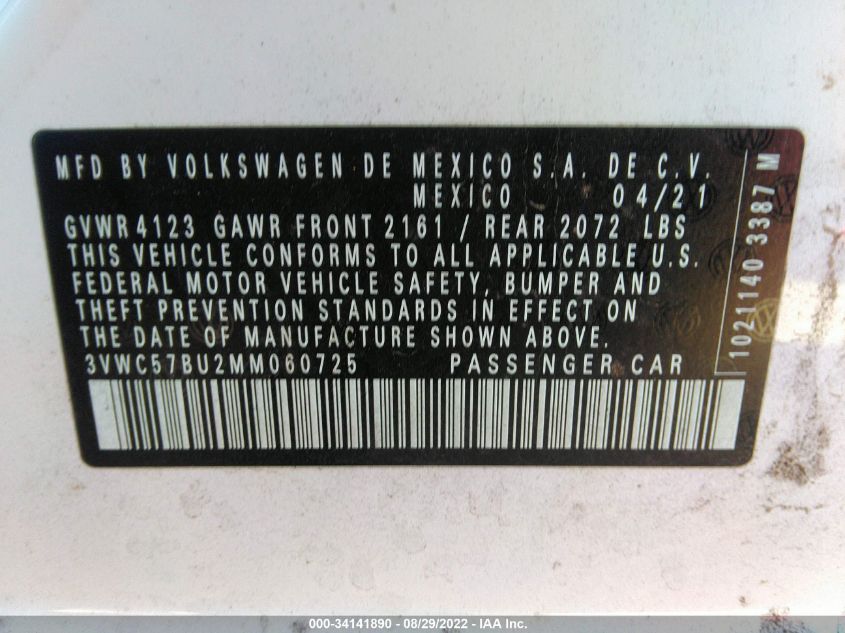 MFD BY VOLKSWAGEN DE MEXICO S.A. DE C.V.
MEXICO 04/21
GVWR 4123 GAWR FRONT 2161 / REAR 2072 LBS
THIS VEHICLE CONFORMS TO ALL APPLICABLE U.S.
FEDERAL MOTOR VEHICLE SAFETY, BUMPER AND
THEFT PREVENTION STANDARDS IN EFFECT ON
THE DATE OF MANUFACTURE SHOWN ABOVE.
3VWC57BU2MM060725 PASSENGER CAR
1021140 3387 M
000-34141890 - 08/29/2022 - IAA Inc.